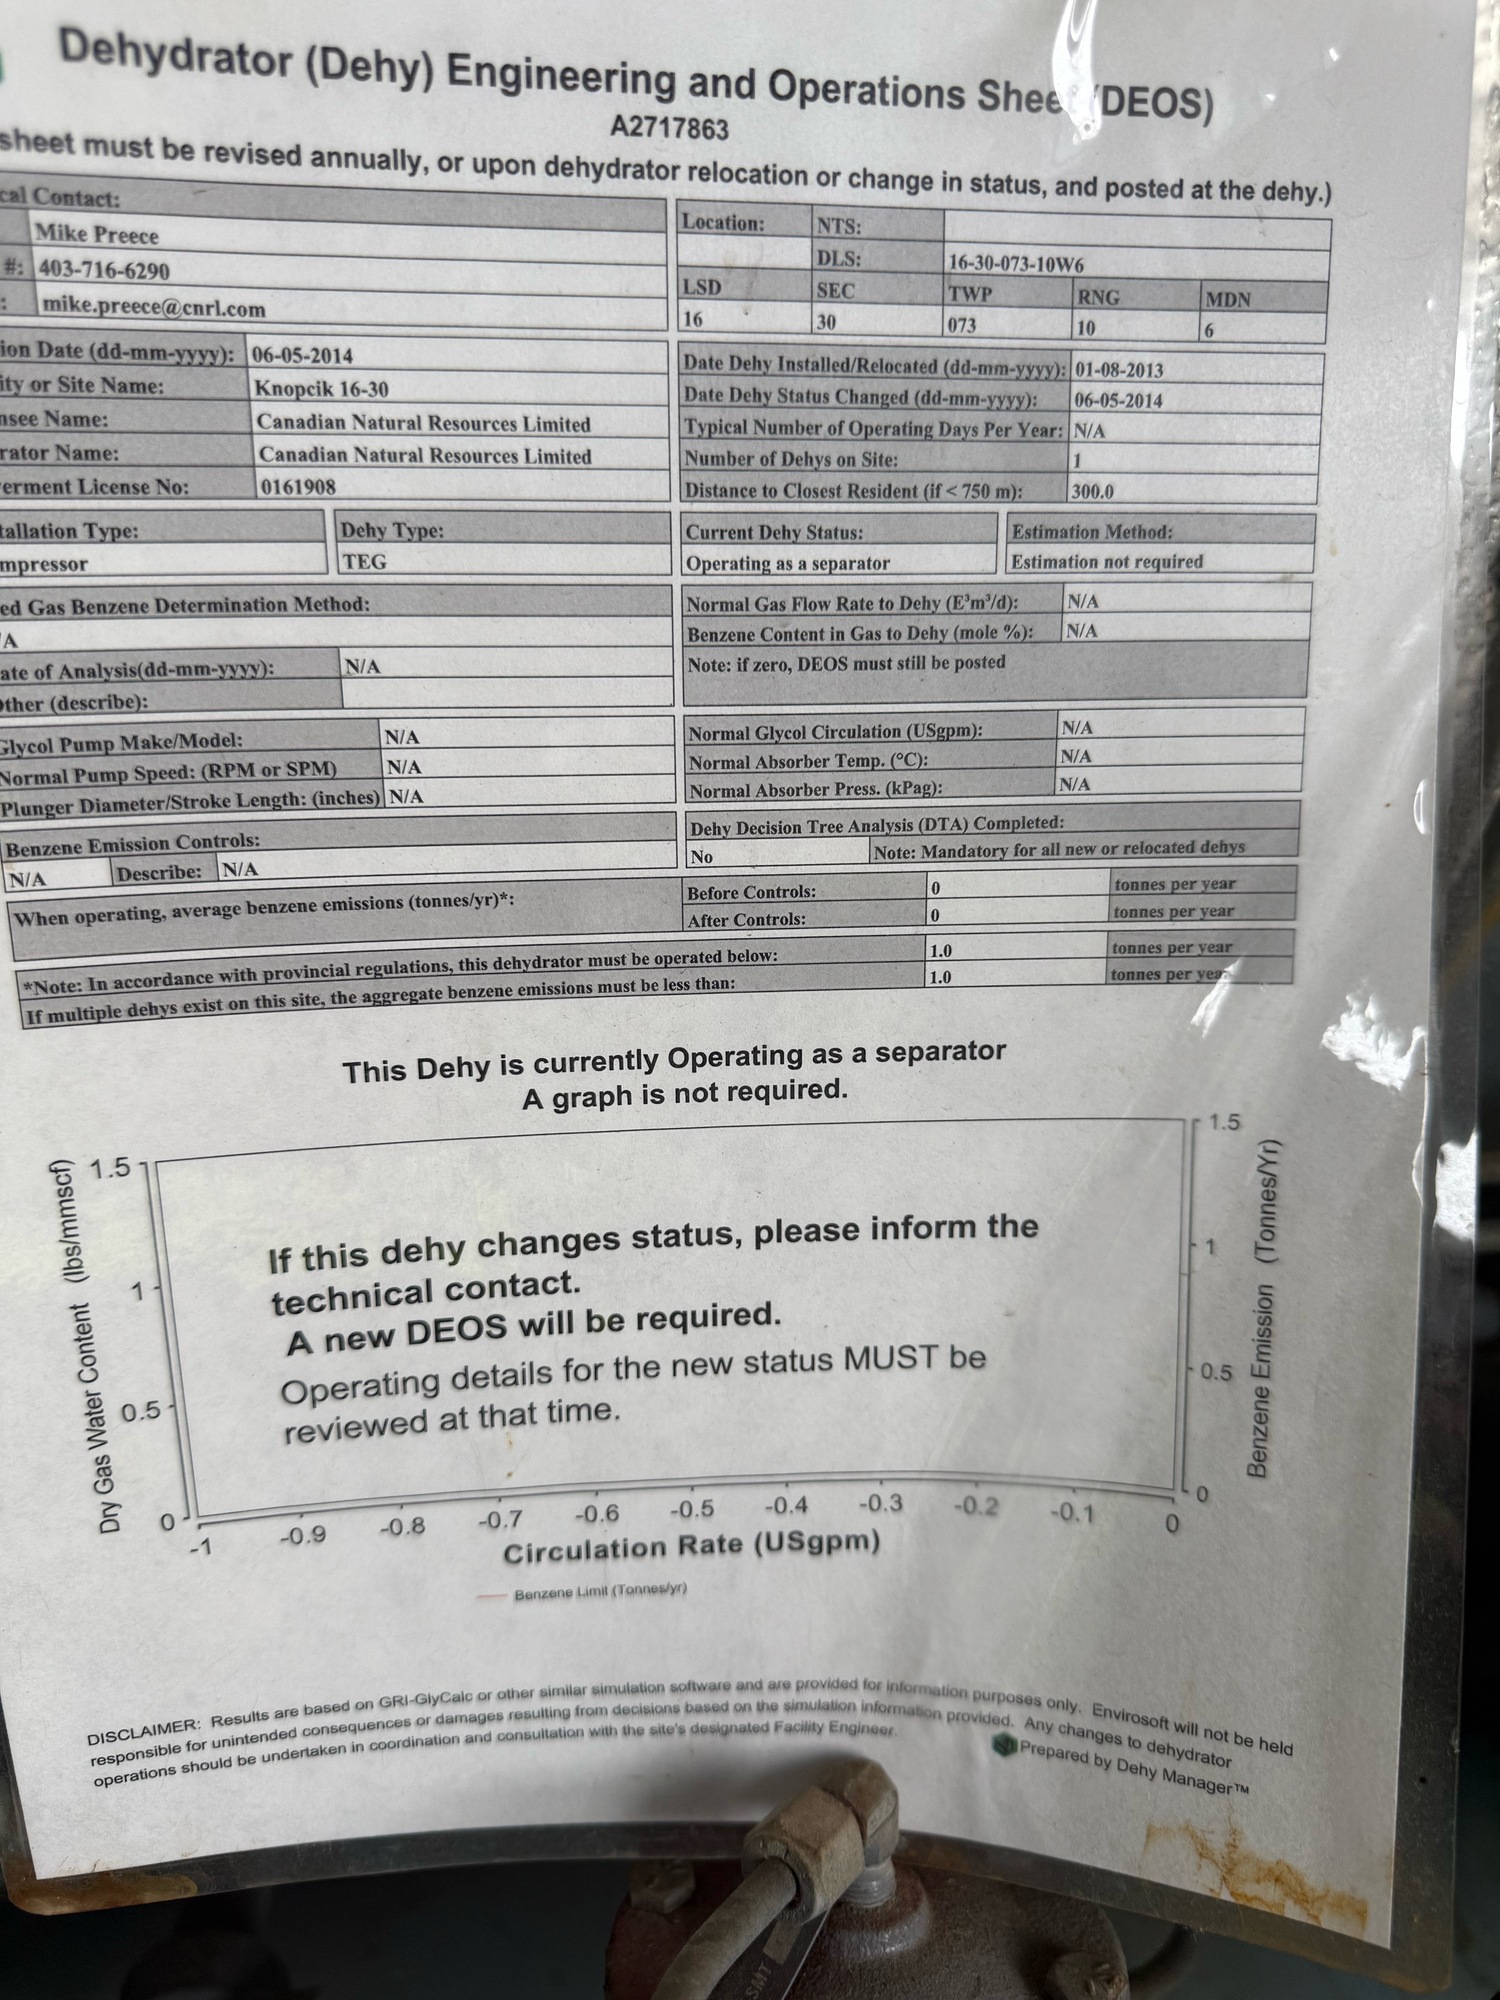 Dehydrator (Dehy) Engineering and Operations Sheet (DEOS)
A2717863
sheet must be revised annually, or upon dehydrator relocation or change in status, and posted at the dehy.)
cal Contact:
Mike Preece
#: 403-716-6290
: mike.preece@cnrl.com
Location: NTS:
DLS: 16-30-073-10W6
LSD SEC TWP RNG MDN
16 30 073 10 6
ion Date (dd-mm-yyyy): 06-05-2014
ity or Site Name: Knopcik 16-30
nsee Name: Canadian Natural Resources Limited
rator Name: Canadian Natural Resources Limited
erment License No: 0161908
Date Dehy Installed/Relocated (dd-mm-yyyy): 01-08-2013
Date Dehy Status Changed (dd-mm-yyyy): 06-05-2014
Typical Number of Operating Days Per Year: N/A
Number of Dehys on Site: 1
Distance to Closest Resident (if < 750 m): 300.0
tallation Type: Dehy Type:
mpressor TEG
Current Dehy Status: Estimation Method:
Operating as a separator Estimation not required
ed Gas Benzene Determination Method:
/A
ate of Analysis(dd-mm-yyyy): N/A
Other (describe):
Normal Gas Flow Rate to Dehy (E³m³/d): N/A
Benzene Content in Gas to Dehy (mole %): N/A
Note: if zero, DEOS must still be posted
Glycol Pump Make/Model: N/A
Normal Pump Speed: (RPM or SPM) N/A
Plunger Diameter/Stroke Length: (inches) N/A
Normal Glycol Circulation (USgpm): N/A
Normal Absorber Temp. (°C): N/A
Normal Absorber Press. (kPag): N/A
Benzene Emission Controls:
N/A Describe: N/A
Dehy Decision Tree Analysis (DTA) Completed:
No Note: Mandatory for all new or relocated dehys
When operating, average benzene emissions (tonnes/yr)*:
Before Controls: 0 tonnes per year
After Controls: 0 tonnes per year
*Note: In accordance with provincial regulations, this dehydrator must be operated below: 1.0 tonnes per year
If multiple dehys exist on this site, the aggregate benzene emissions must be less than: 1.0 tonnes per year
This Dehy is currently Operating as a separator
A graph is not required.
Dry Gas Water Content (lbs/mmscf)
1.5
1
0.5
0
If this dehy changes status, please inform the
technical contact.
A new DEOS will be required.
Operating details for the new status MUST be
reviewed at that time.
1.5
1
0.5
0
Benzene Emission (Tonnes/Yr)
-1 -0.9 -0.8 -0.7 -0.6 -0.5 -0.4 -0.3 -0.2 -0.1 0
Circulation Rate (USgpm)
Benzene Limit (Tonnes/yr)
DISCLAIMER: Results are based on GRI-GlyCalc or other similar simulation software and are provided for information purposes only. Envirosoft will not be held
responsible for unintended consequences or damages resulting from decisions based on the simulation information provided. Any changes to dehydrator
operations should be undertaken in coordination and consultation with the site's designated Facility Engineer.
Prepared by Dehy Manager™
SMT